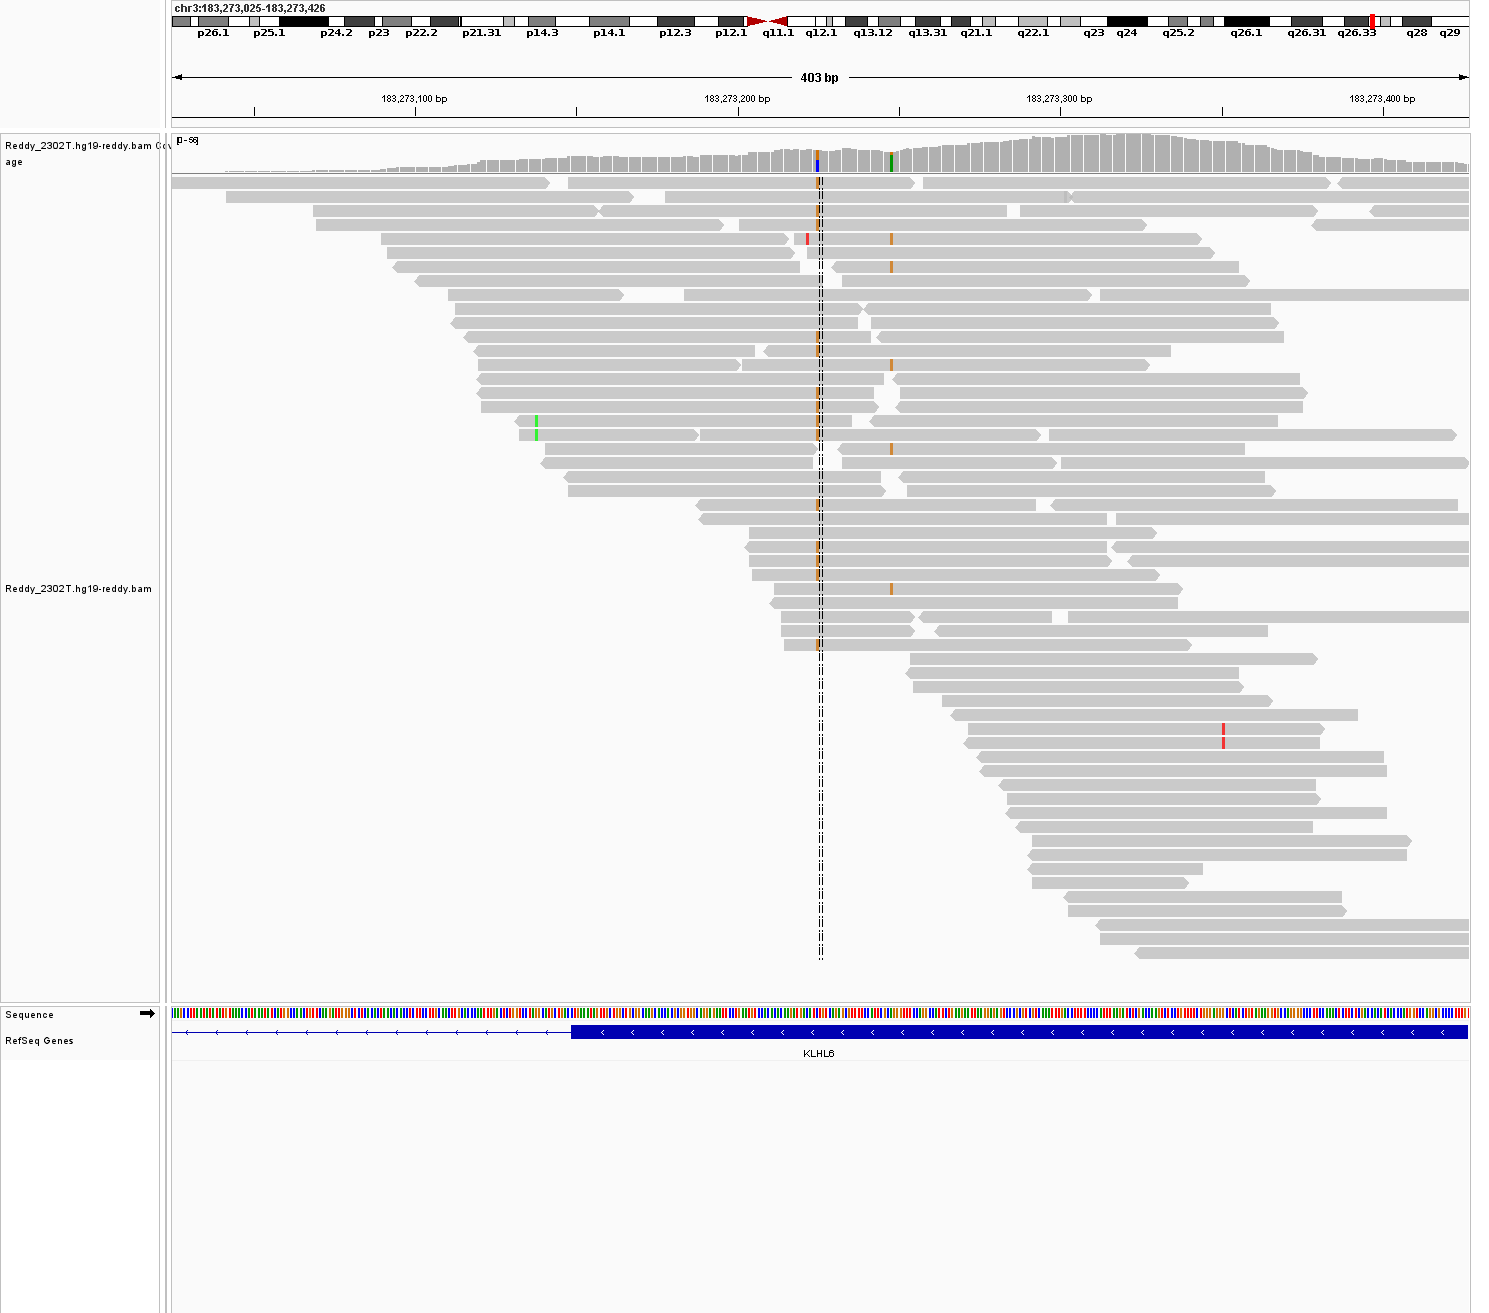 chr3:183,273,025-183,273,426
p26.1 p25.1 p24.2 p23 p22.2 p21.31 p14.3 p14.1 p12.3 p12.1 q11.1 q12.1 q13.12 q13.31 q21.1 q22.1 q23 q24 q25.2 q26.1 q26.31 q26.33 q28 q29
403 bp
183,273,100 bp 183,273,200 bp 183,273,300 bp 183,273,400 bp
Reddy_2302T.hg19-reddy.bam Cov
age
[0-56]
Reddy_2302T.hg19-reddy.bam
Sequence
RefSeq Genes
KLHL6